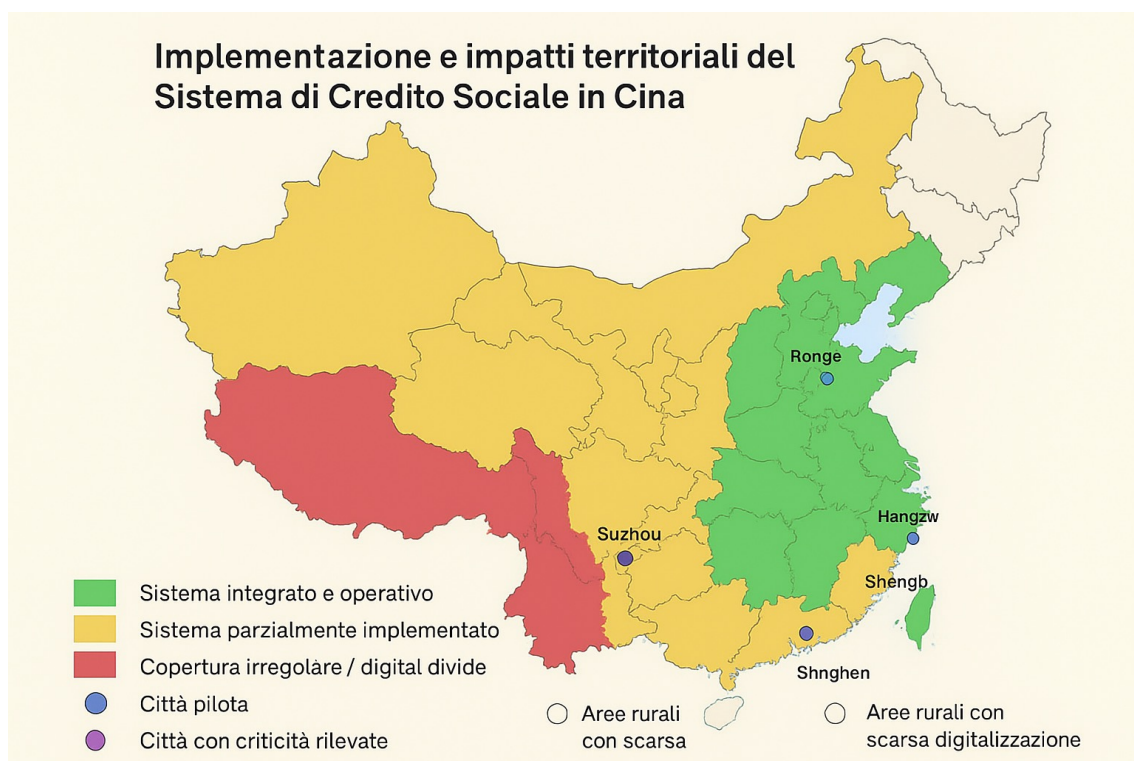 Implementazione e impatti territoriali del
Sistema di Credito Sociale in Cina
Ronge
Hangzw
Suzhou
Shengb
Shnghen
Sistema integrato e operativo
Sistema parzialmente implementato
Copertura irregolare / digital divide
Città pilota
Città con criticità rilevate
Aree rurali
con scarsa
Aree rurali con
scarsa digitalizzazione